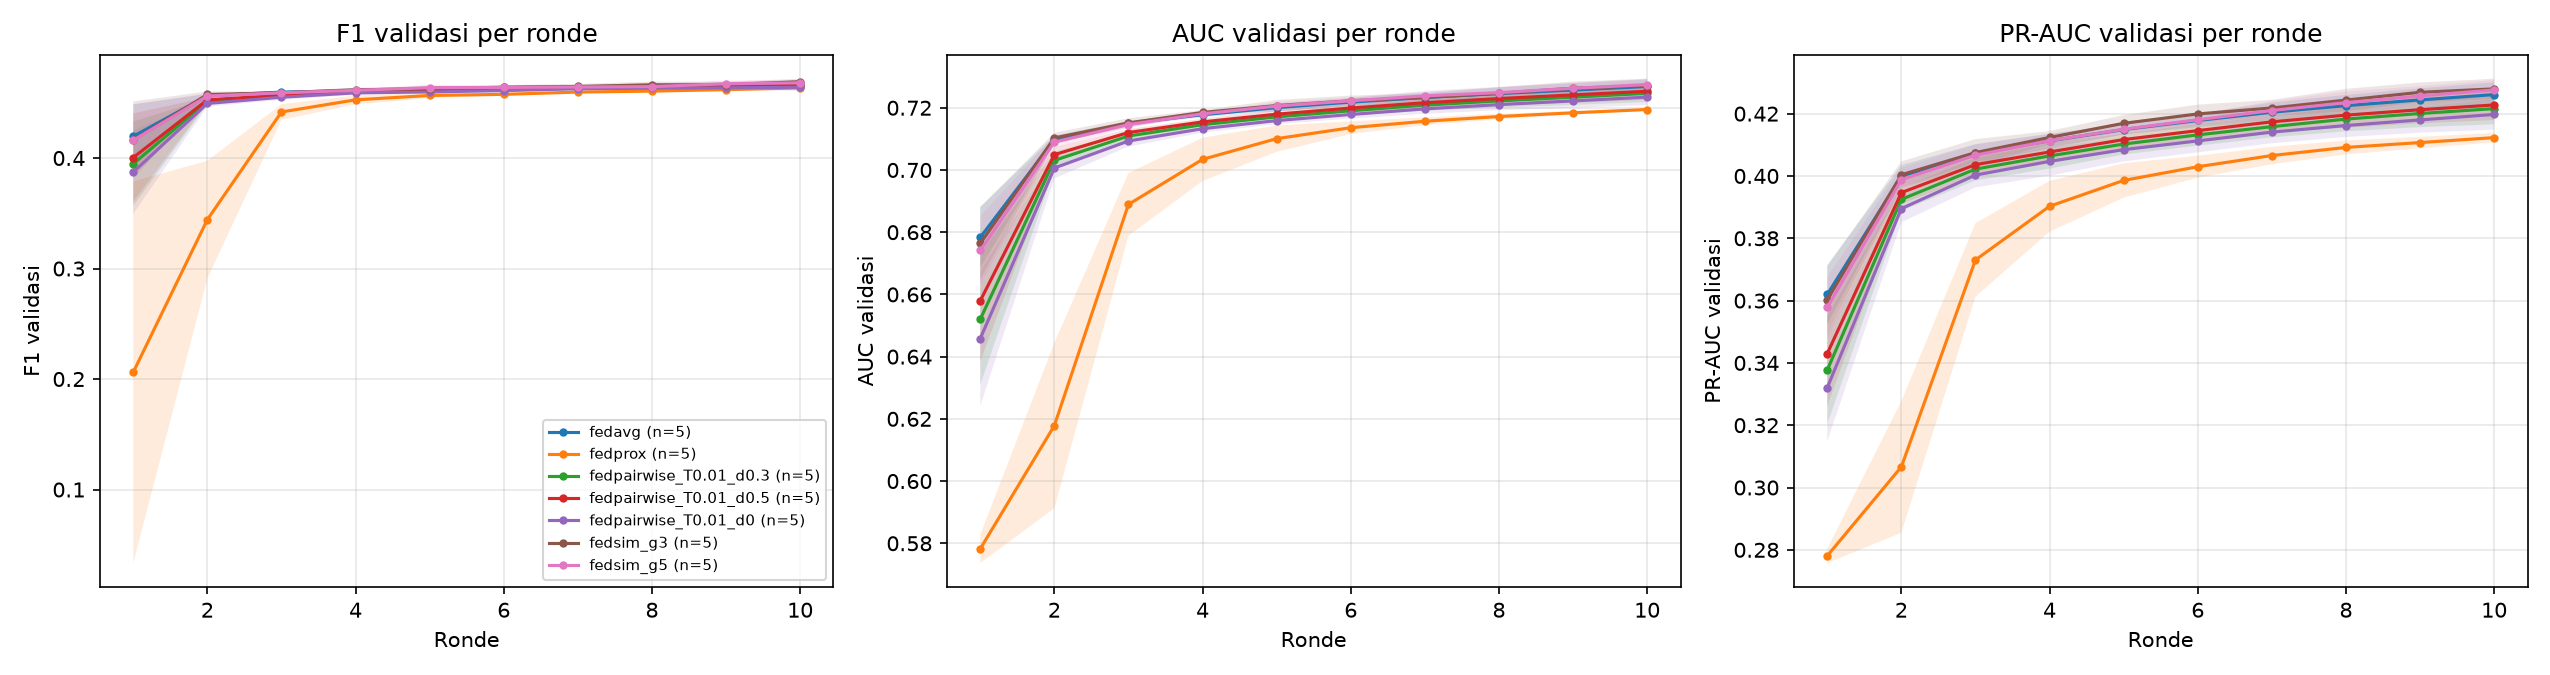 F1 validasi per ronde
F1 validasi
0.4
0.3
0.2
0.1
2
4
6
8
10
Ronde
fedavg (n=5)
fedprox (n=5)
fedpairwise_T0.01_d0.3 (n=5)
fedpairwise_T0.01_d0.5 (n=5)
fedpairwise_T0.01_d0 (n=5)
fedsim_g3 (n=5)
fedsim_g5 (n=5)
AUC validasi per ronde
AUC validasi
0.72
0.70
0.68
0.66
0.64
0.62
0.60
0.58
2
4
6
8
10
Ronde
PR-AUC validasi per ronde
PR-AUC validasi
0.42
0.40
0.38
0.36
0.34
0.32
0.30
0.28
2
4
6
8
10
Ronde